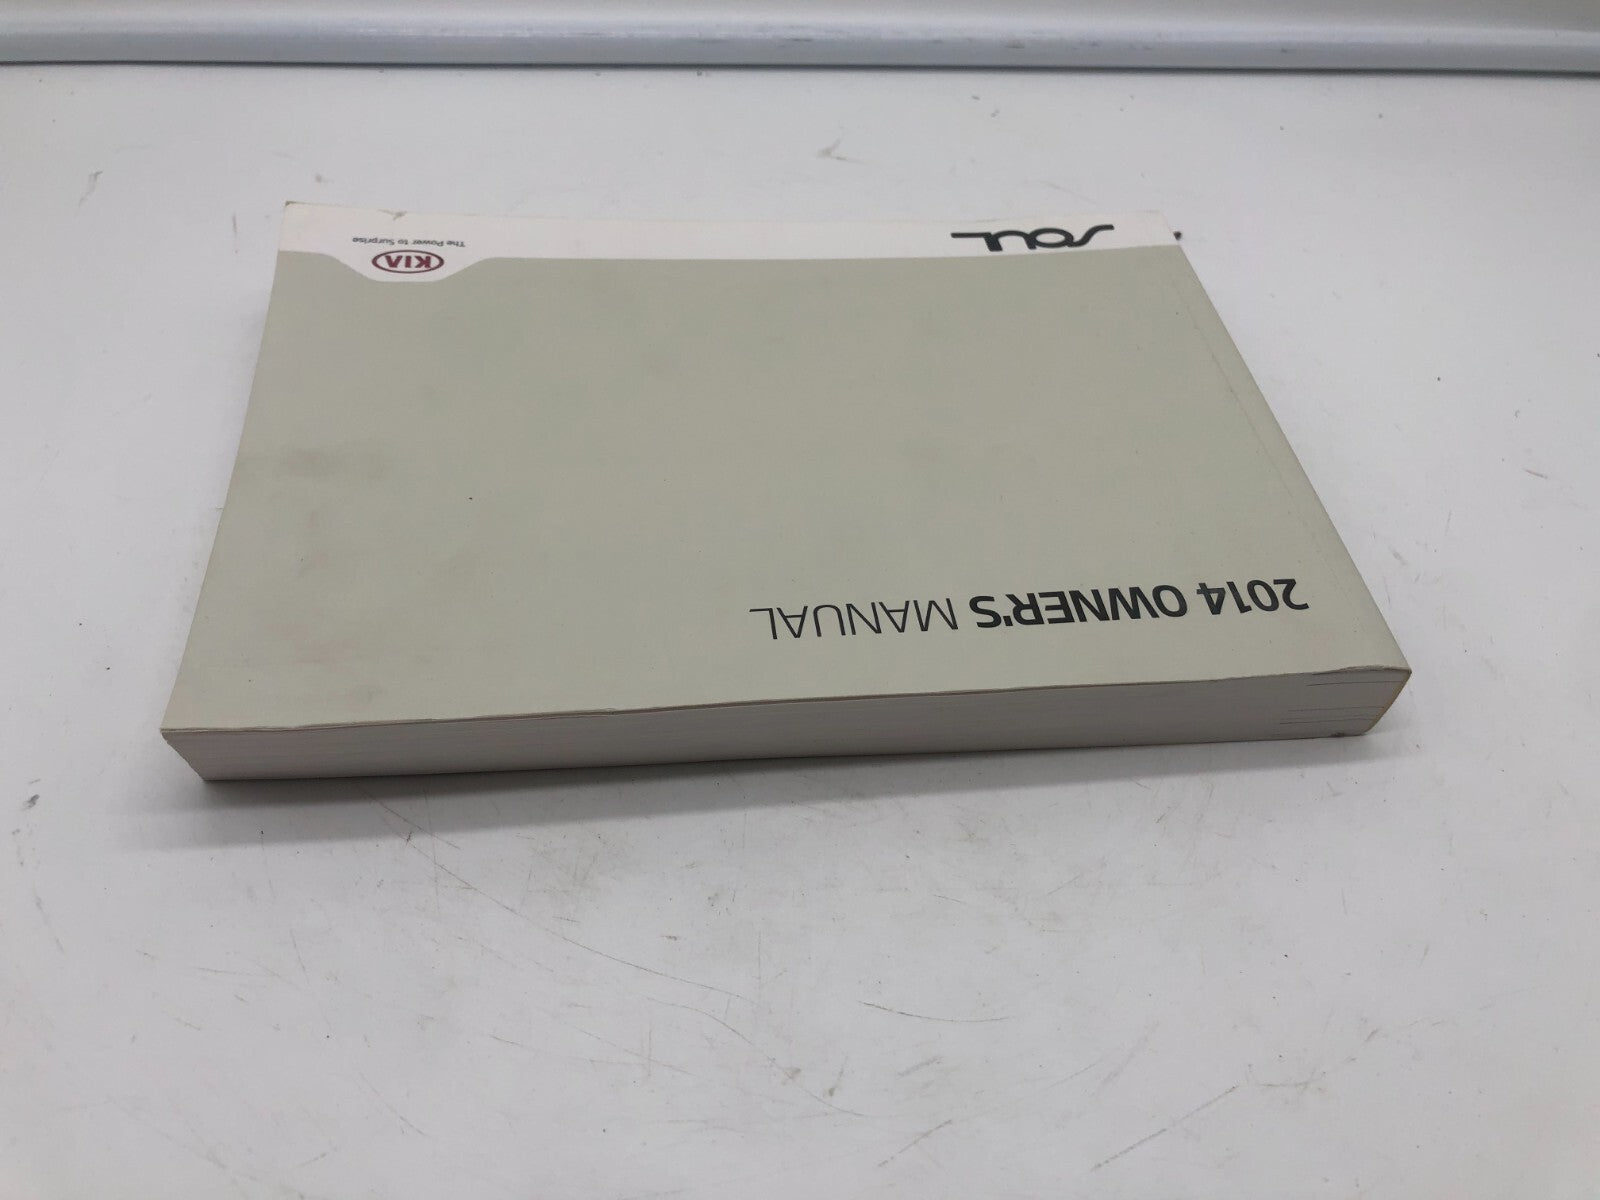 2014 OWNER'S MANUAL
SOUL
KIA
The Power to Surprise